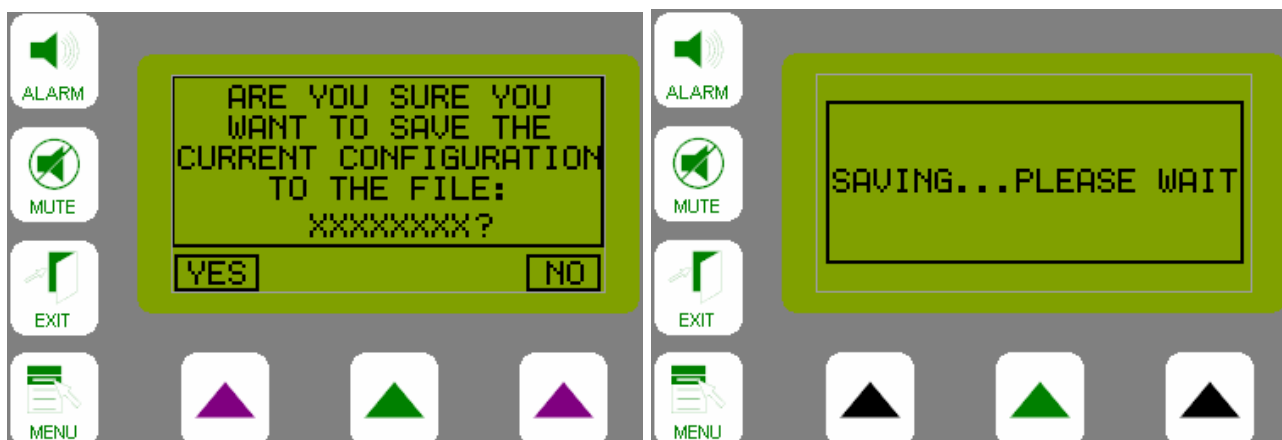 ALARM
MUTE
EXIT
MENU
ARE YOU SURE YOU
WANT TO SAVE THE
CURRENT CONFIGURATION
TO THE FILE:
XXXXXXXX?
YES
NO
ALARM
MUTE
EXIT
MENU
SAVING...PLEASE WAIT